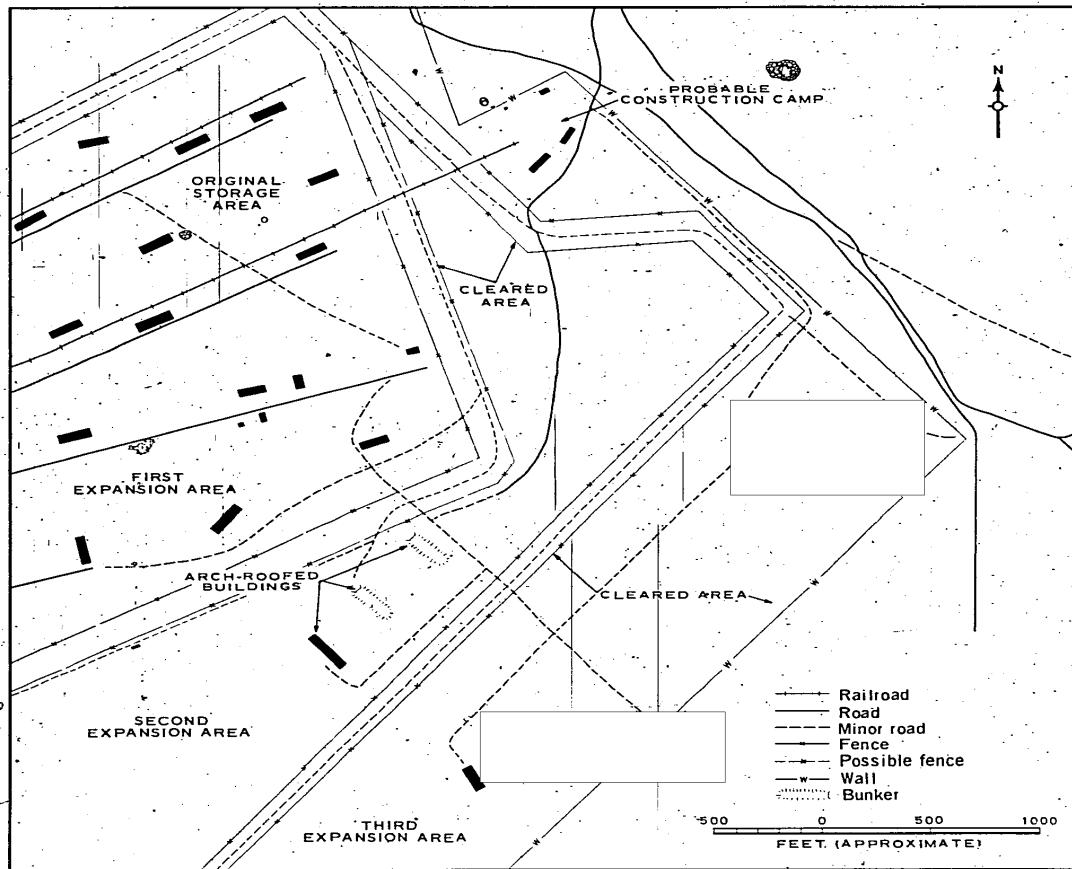 N
PROBABLE
CONSTRUCTION CAMP
ORIGINAL
STORAGE
AREA
CLEARED
AREA
FIRST
EXPANSION AREA
ARCH-ROOFED
BUILDINGS
CLEARED AREA
SECOND
EXPANSION AREA
THIRD
EXPANSION AREA
W
W
W
W
W
W
W
W
W
Railroad
Road
Minor road
Fence
Possible fence
W Wall
Bunker
500 0 500 1000
FEET (APPROXIMATE)